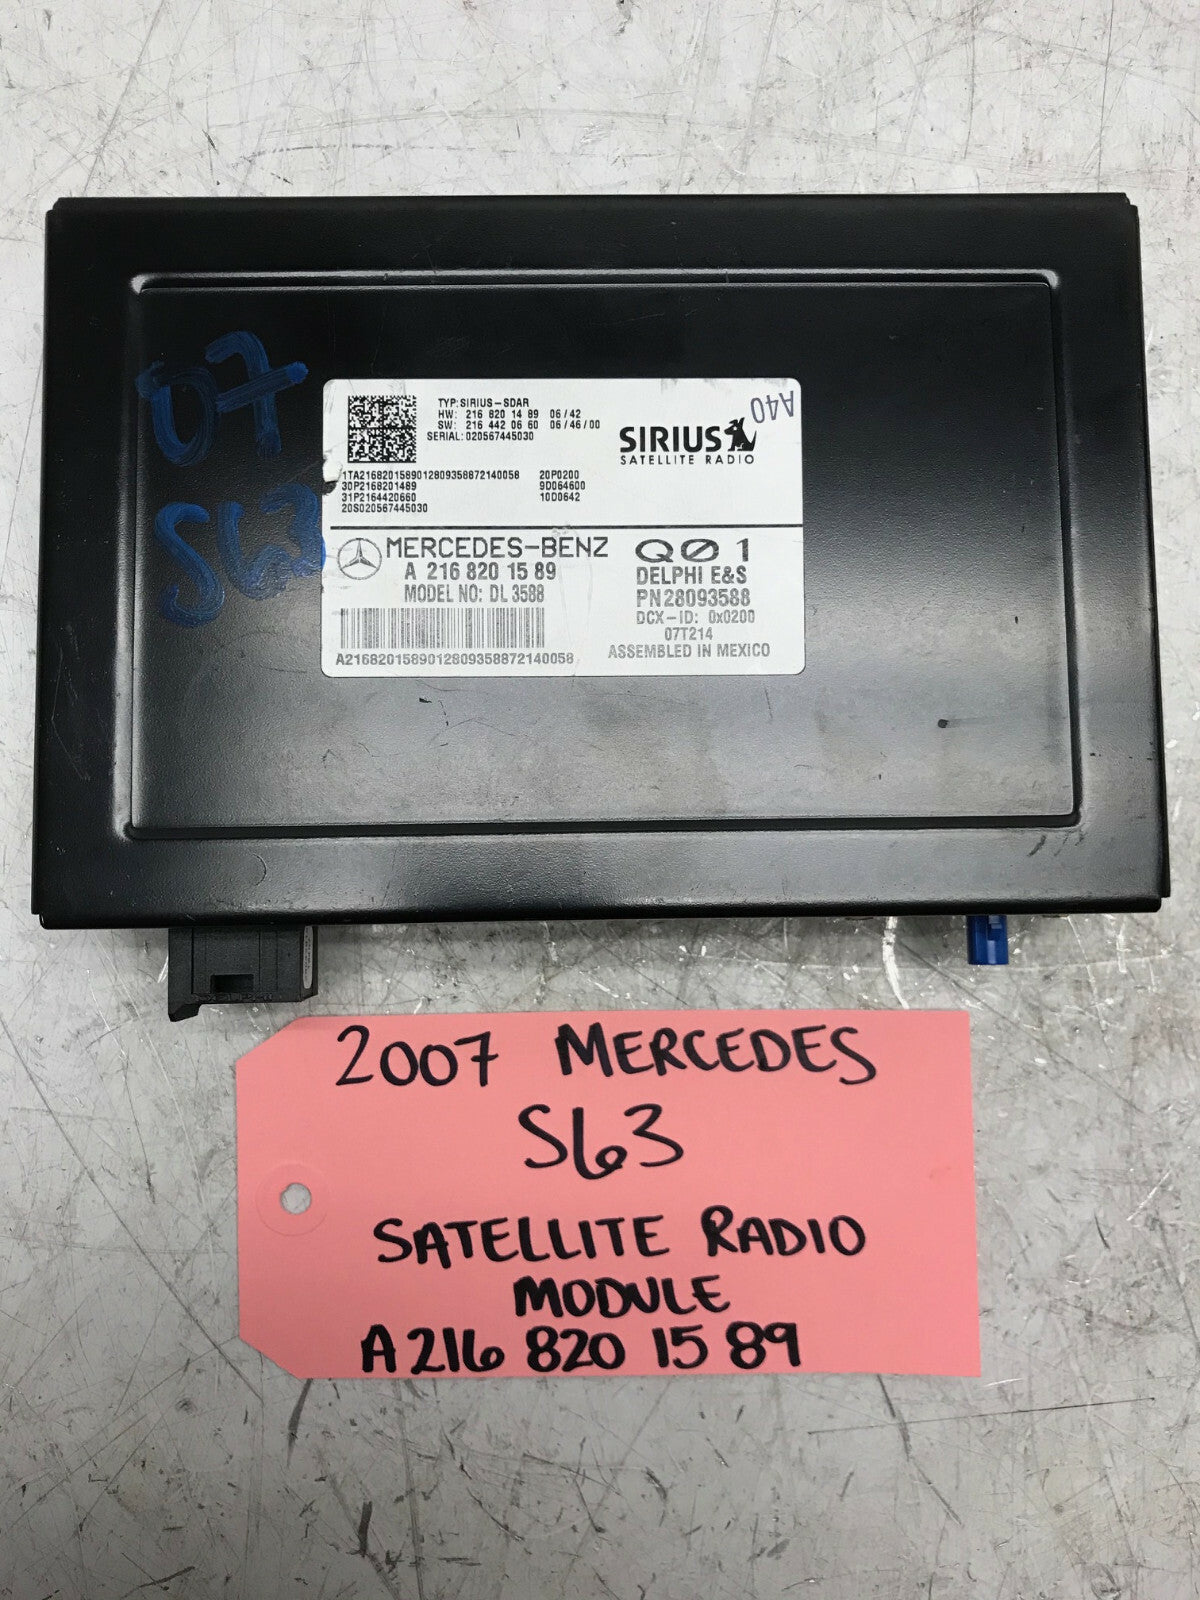 07
S63
TYP: SIRIUS-SDAR
HW: 216 820 14 89 06/42
SW: 216 442 06 60 06/46/00
SERIAL: 020567445030
A40
SIRIUS
SATELLITE RADIO
1TA2168201589012809358872140058 20P0200
30P2168201489 9D064600
31P2164420660 10D0642
20S020567445030
MERCEDES-BENZ
A 216 820 15 89
MODEL NO: DL 3588
A2168201589012809358872140058
QØ1
DELPHI E&S
PN28093588
DCX-ID: 0x0200
07T214
ASSEMBLED IN MEXICO
2007 MERCEDES
S63
SATELLITE RADIO
MODULE
A 216 820 15 89